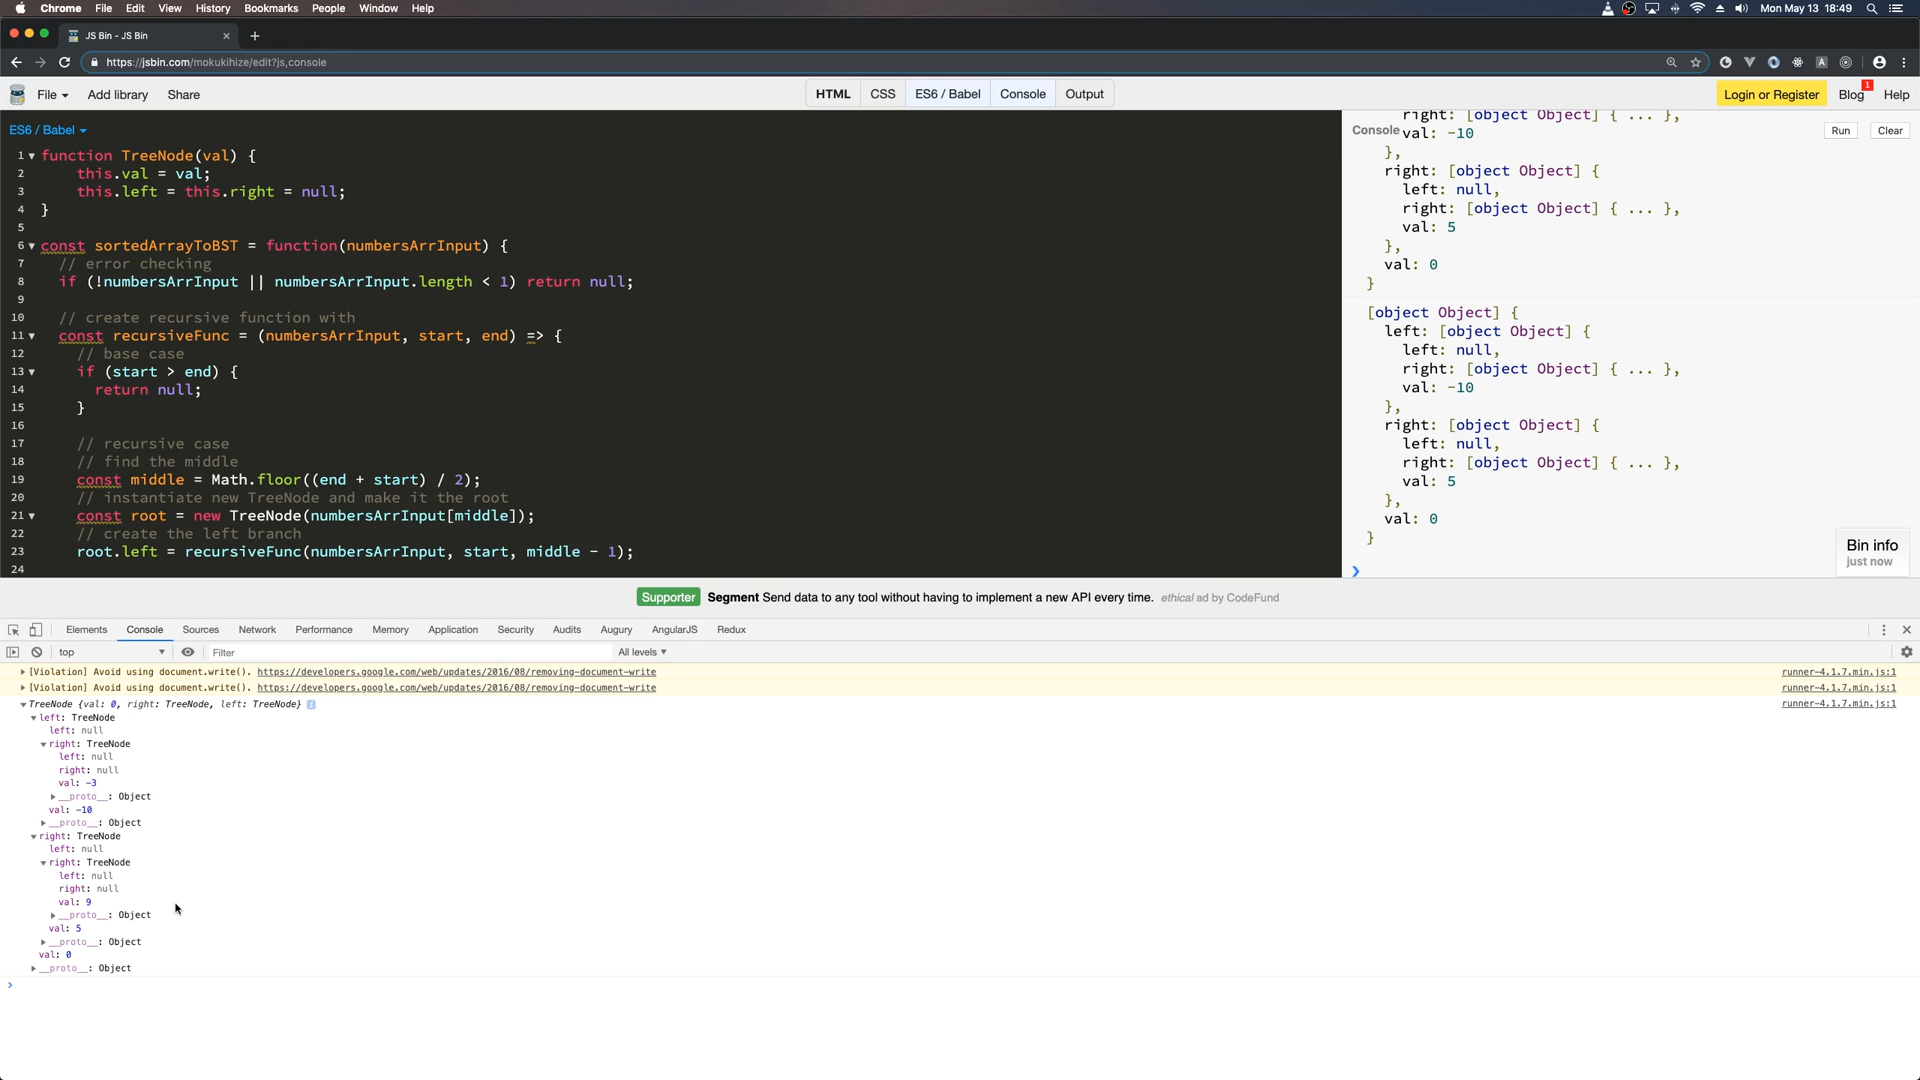 Chrome File Edit View History Bookmarks People Window Help Mon May 13 18:49
JS Bin - JS Bin
https://jsbin.com/mokukihize/edit?js,console
File Add library Share HTML CSS ES6 / Babel Console Output Login or Register Blog 1 Help
ES6 / Babel
1 function TreeNode(val) {
2 this.val = val;
3 this.left = this.right = null;
4 }
5
6 const sortedArrayToBST = function(numbersArrInput) {
7 // error checking
8 if (!numbersArrInput || numbersArrInput.length < 1) return null;
9
10 // create recursive function with
11 const recursiveFunc = (numbersArrInput, start, end) => {
12 // base case
13 if (start > end) {
14 return null;
15 }
16
17 // recursive case
18 // find the middle
19 const middle = Math.floor((end + start) / 2);
20 // instantiate new TreeNode and make it the root
21 const root = new TreeNode(numbersArrInput[middle]);
22 // create the left branch
23 root.left = recursiveFunc(numbersArrInput, start, middle - 1);
24
right: [object Object] { ... },
Console Run Clear
val: -10
},
right: [object Object] {
left: null,
right: [object Object] { ... },
val: 5
},
val: 0
}
[object Object] {
left: [object Object] {
left: null,
right: [object Object] { ... },
val: -10
},
right: [object Object] {
left: null,
right: [object Object] { ... },
val: 5
},
val: 0
}
Bin info
just now
Supporter Segment Send data to any tool without having to implement a new API every time. ethical ad by CodeFund
Elements Console Sources Network Performance Memory Application Security Audits Augury AngularJS Redux
top Filter All levels
[Violation] Avoid using document.write(). https://developers.google.com/web/updates/2016/08/removing-document-write runner-4.1.7.min.js:1
[Violation] Avoid using document.write(). https://developers.google.com/web/updates/2016/08/removing-document-write runner-4.1.7.min.js:1
TreeNode {val: 0, right: TreeNode, left: TreeNode} i runner-4.1.7.min.js:1
left: TreeNode
left: null
right: TreeNode
left: null
right: null
val: -3
__proto__: Object
val: -10
__proto__: Object
right: TreeNode
left: null
right: TreeNode
left: null
right: null
val: 9
__proto__: Object
val: 5
__proto__: Object
val: 0
__proto__: Object